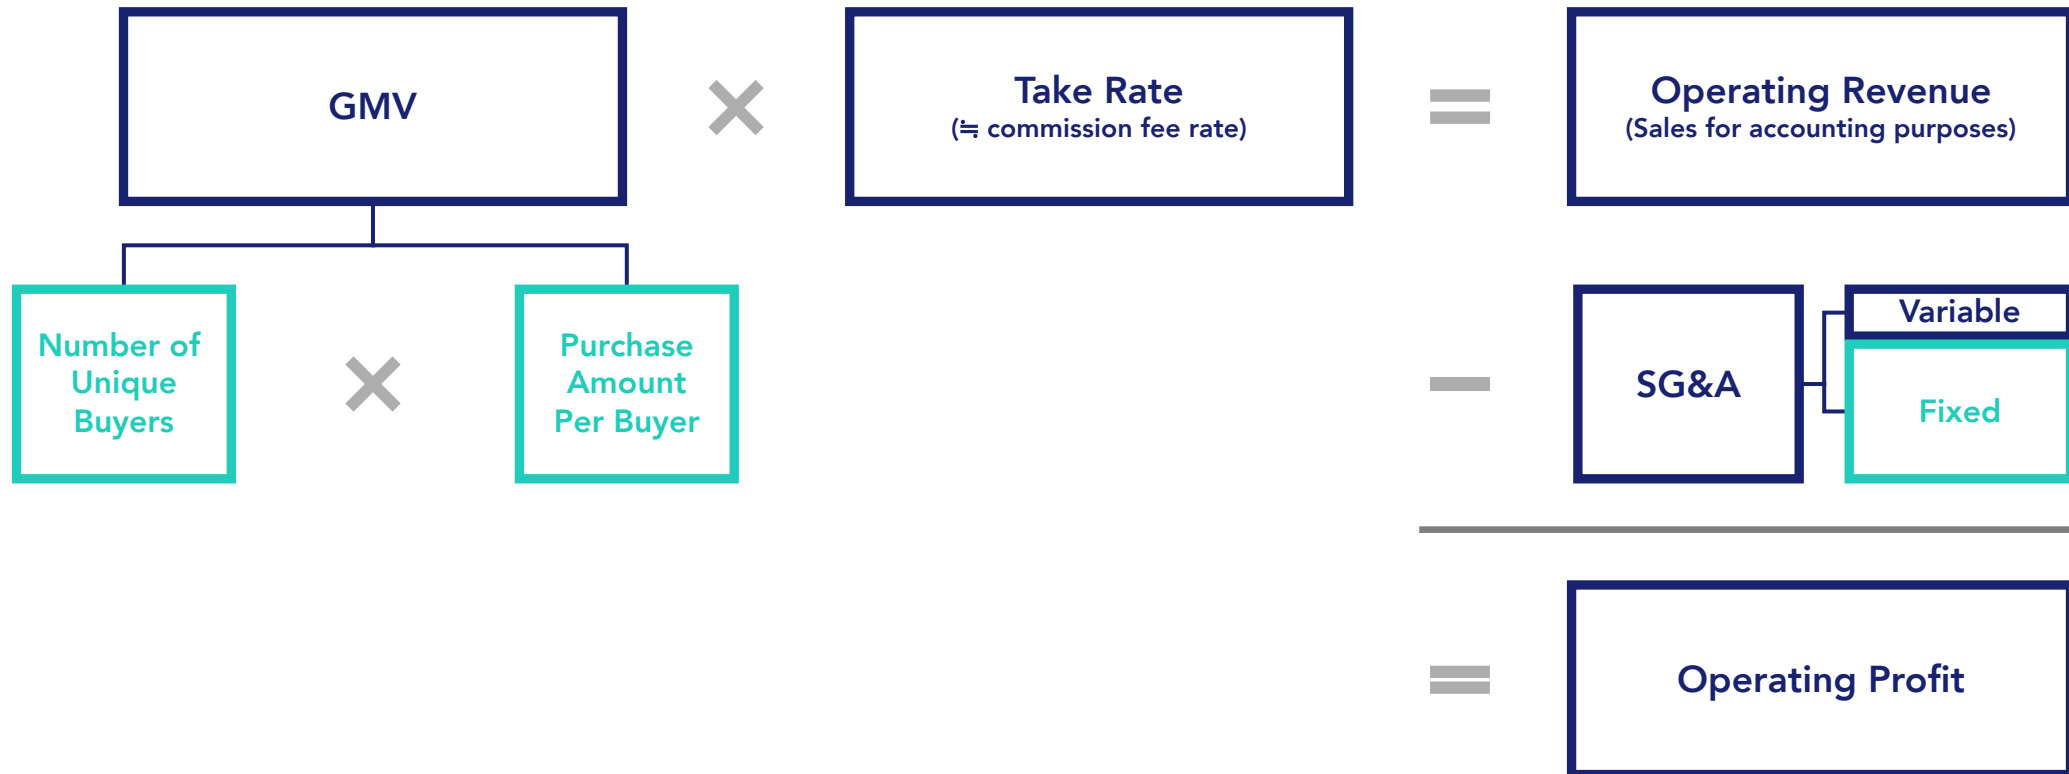 GMV
×
Take Rate
(≒ commission fee rate)
=
Operating Revenue
(Sales for accounting purposes)
Number of
Unique
Buyers
×
Purchase
Amount
Per Buyer
−
SG&A
Variable
Fixed
=
Operating Profit